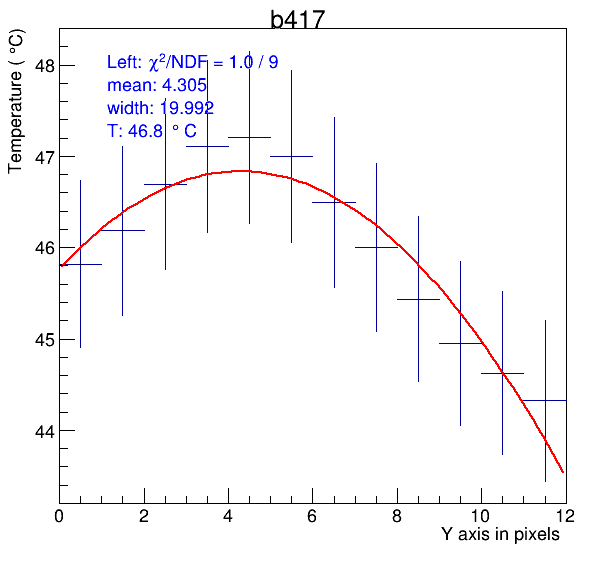 b417
Left: χ²/NDF = 1.0 / 9
mean: 4.305
width: 19.992
T: 46.8 ° C
Temperature ( °C)
48
47
46
45
44
0 2 4 6 8 10 12
Y axis in pixels